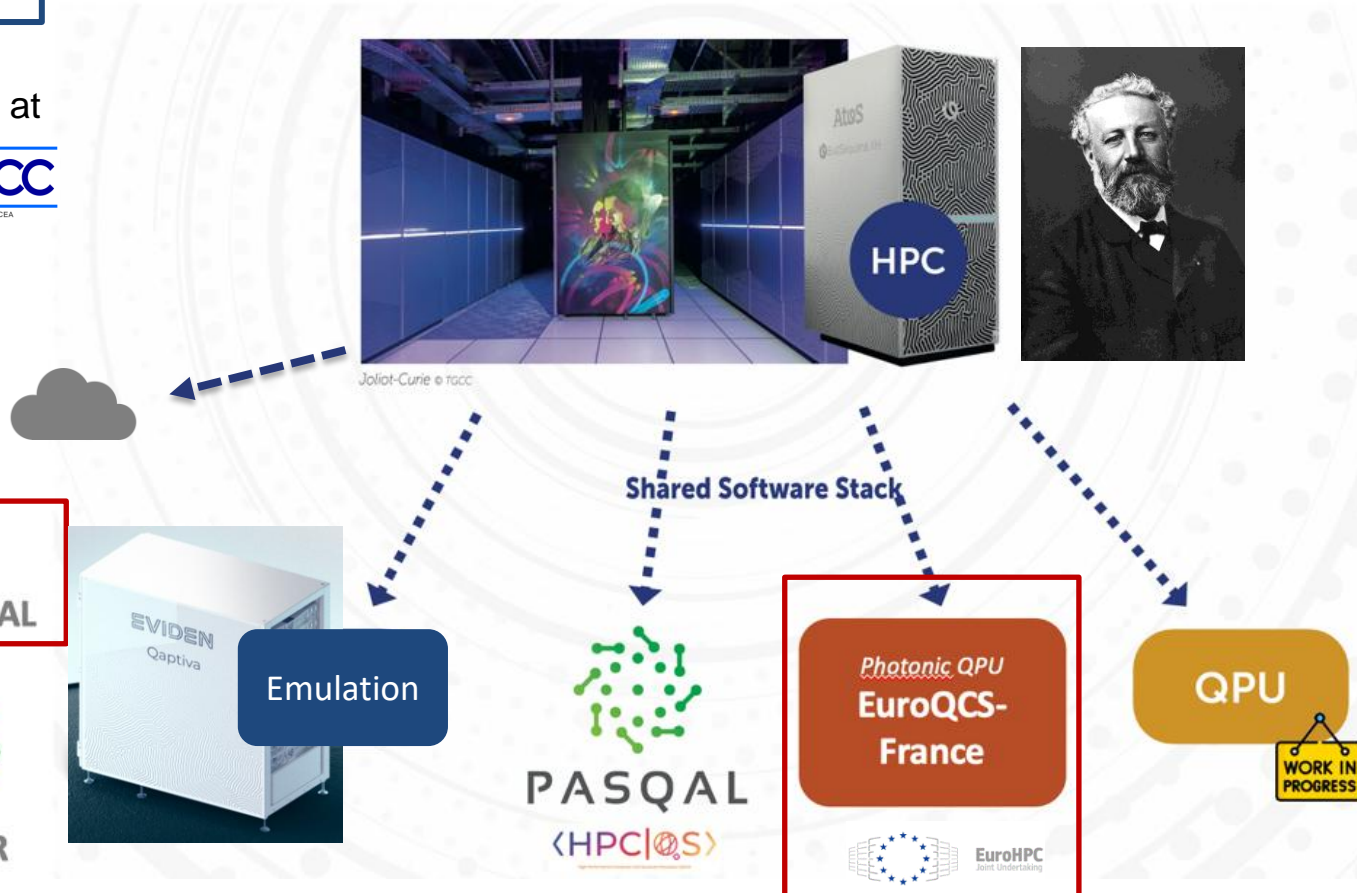 at
CC
CEA
Atos
HPC
Joliot-Curie © TGCC
Shared Software Stack
AL
EVIDEN
Qaptiva
Emulation
PASQAL
<HPC|QS>
Photonic QPU
EuroQCS-
France
EuroHPC
Joint Undertaking
QPU
WORK IN
PROGRESS
R